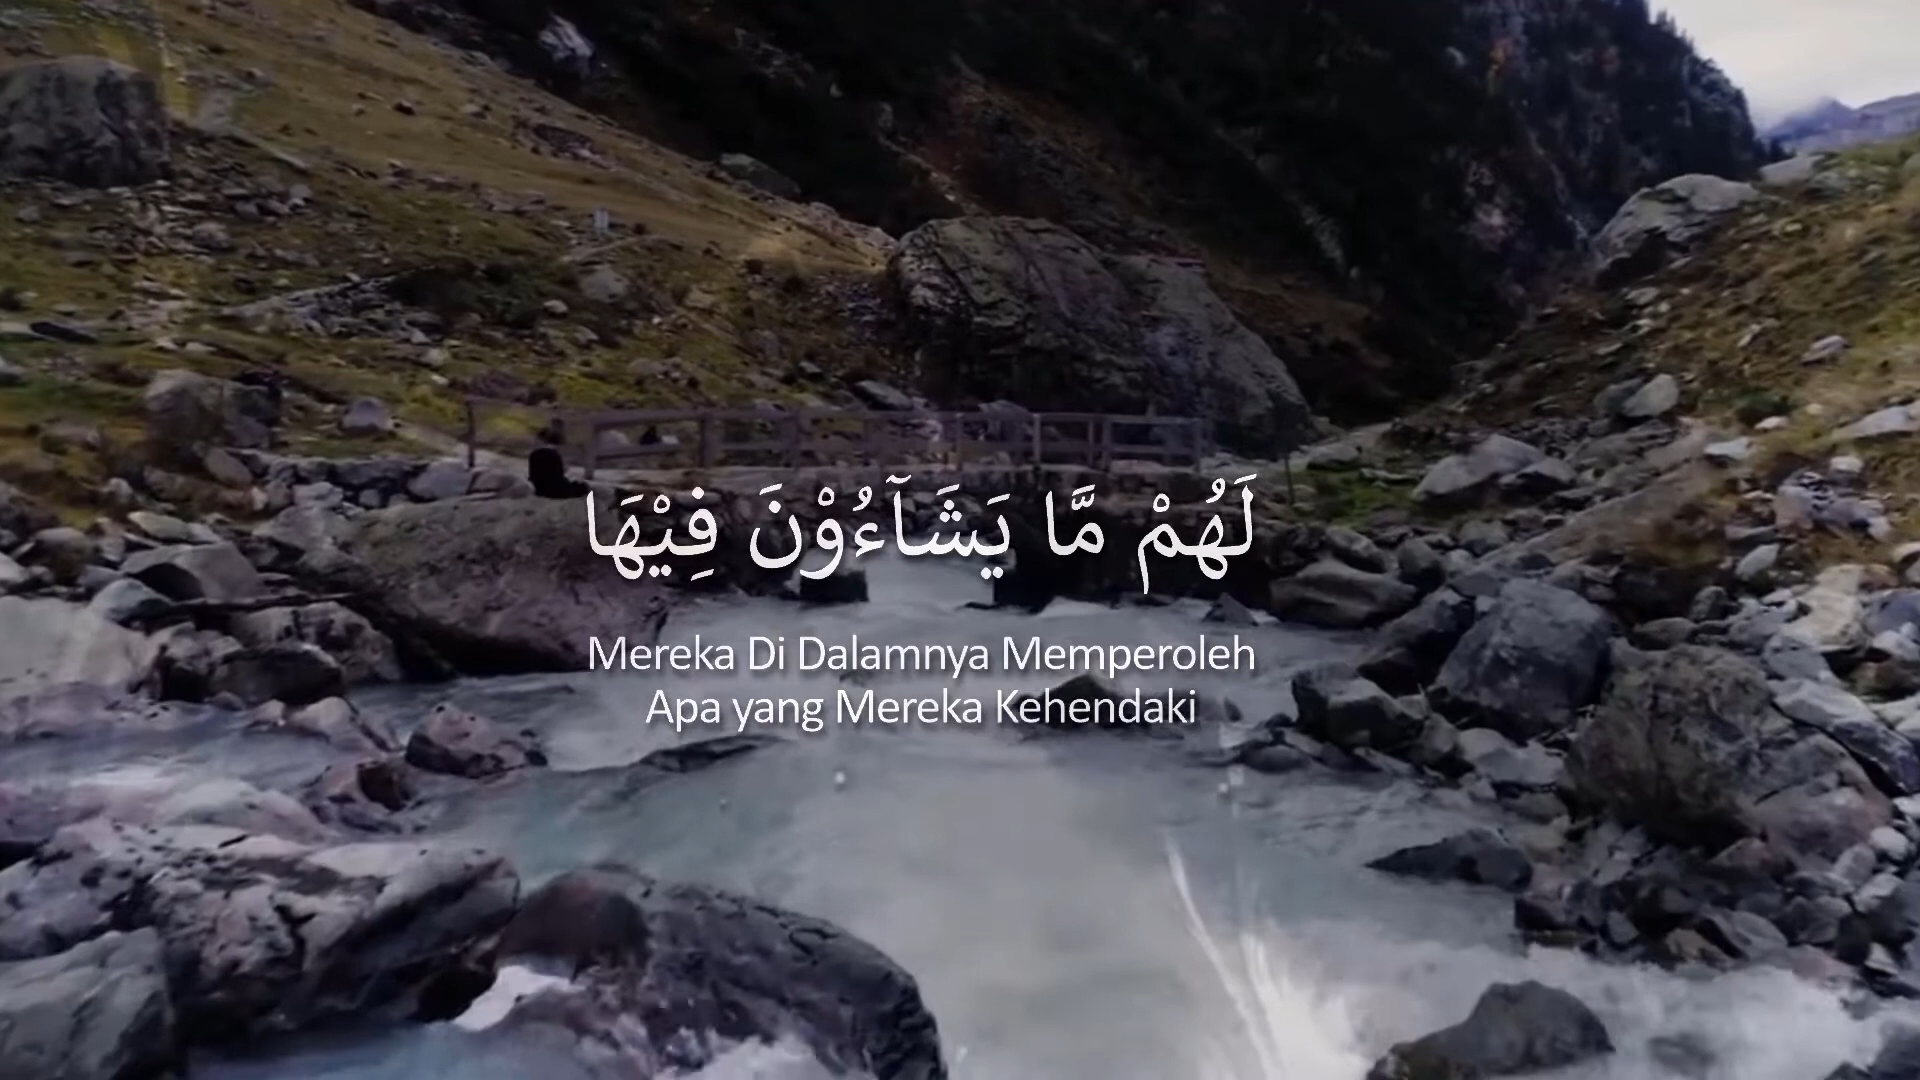 لَهُمْ مَّا يَشَآءُوْنَ فِيْهَا
Mereka Di Dalamnya Memperoleh
Apa yang Mereka Kehendaki